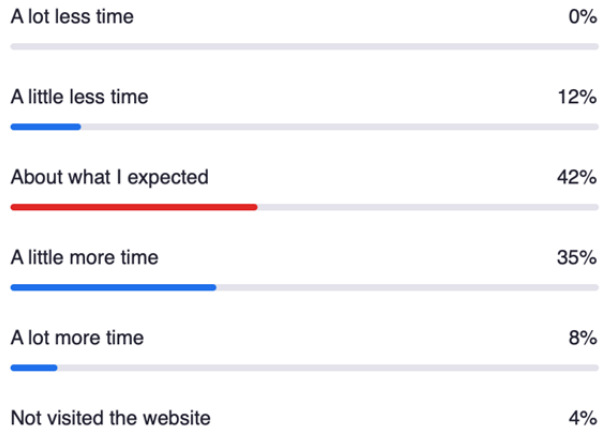 A lot less time 0%
A little less time 12%
About what I expected 42%
A little more time 35%
A lot more time 8%
Not visited the website 4%